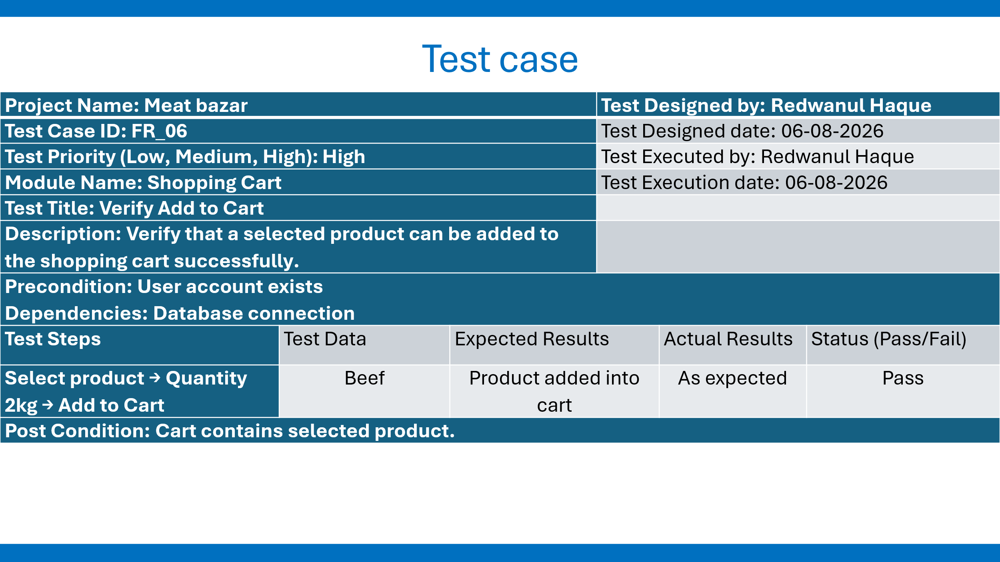 Test case
Project Name: Meat bazar
Test Designed by: Redwanul Haque
Test Case ID: FR_06
Test Designed date: 06-08-2026
Test Priority (Low, Medium, High): High
Test Executed by: Redwanul Haque
Module Name: Shopping Cart
Test Execution date: 06-08-2026
Test Title: Verify Add to Cart
Description: Verify that a selected product can be added to
the shopping cart successfully.
Precondition: User account exists
Dependencies: Database connection
Test Steps
Test Data
Expected Results
Actual Results
Status (Pass/Fail)
Select product → Quantity
2kg → Add to Cart
Beef
Product added into
cart
As expected
Pass
Post Condition: Cart contains selected product.